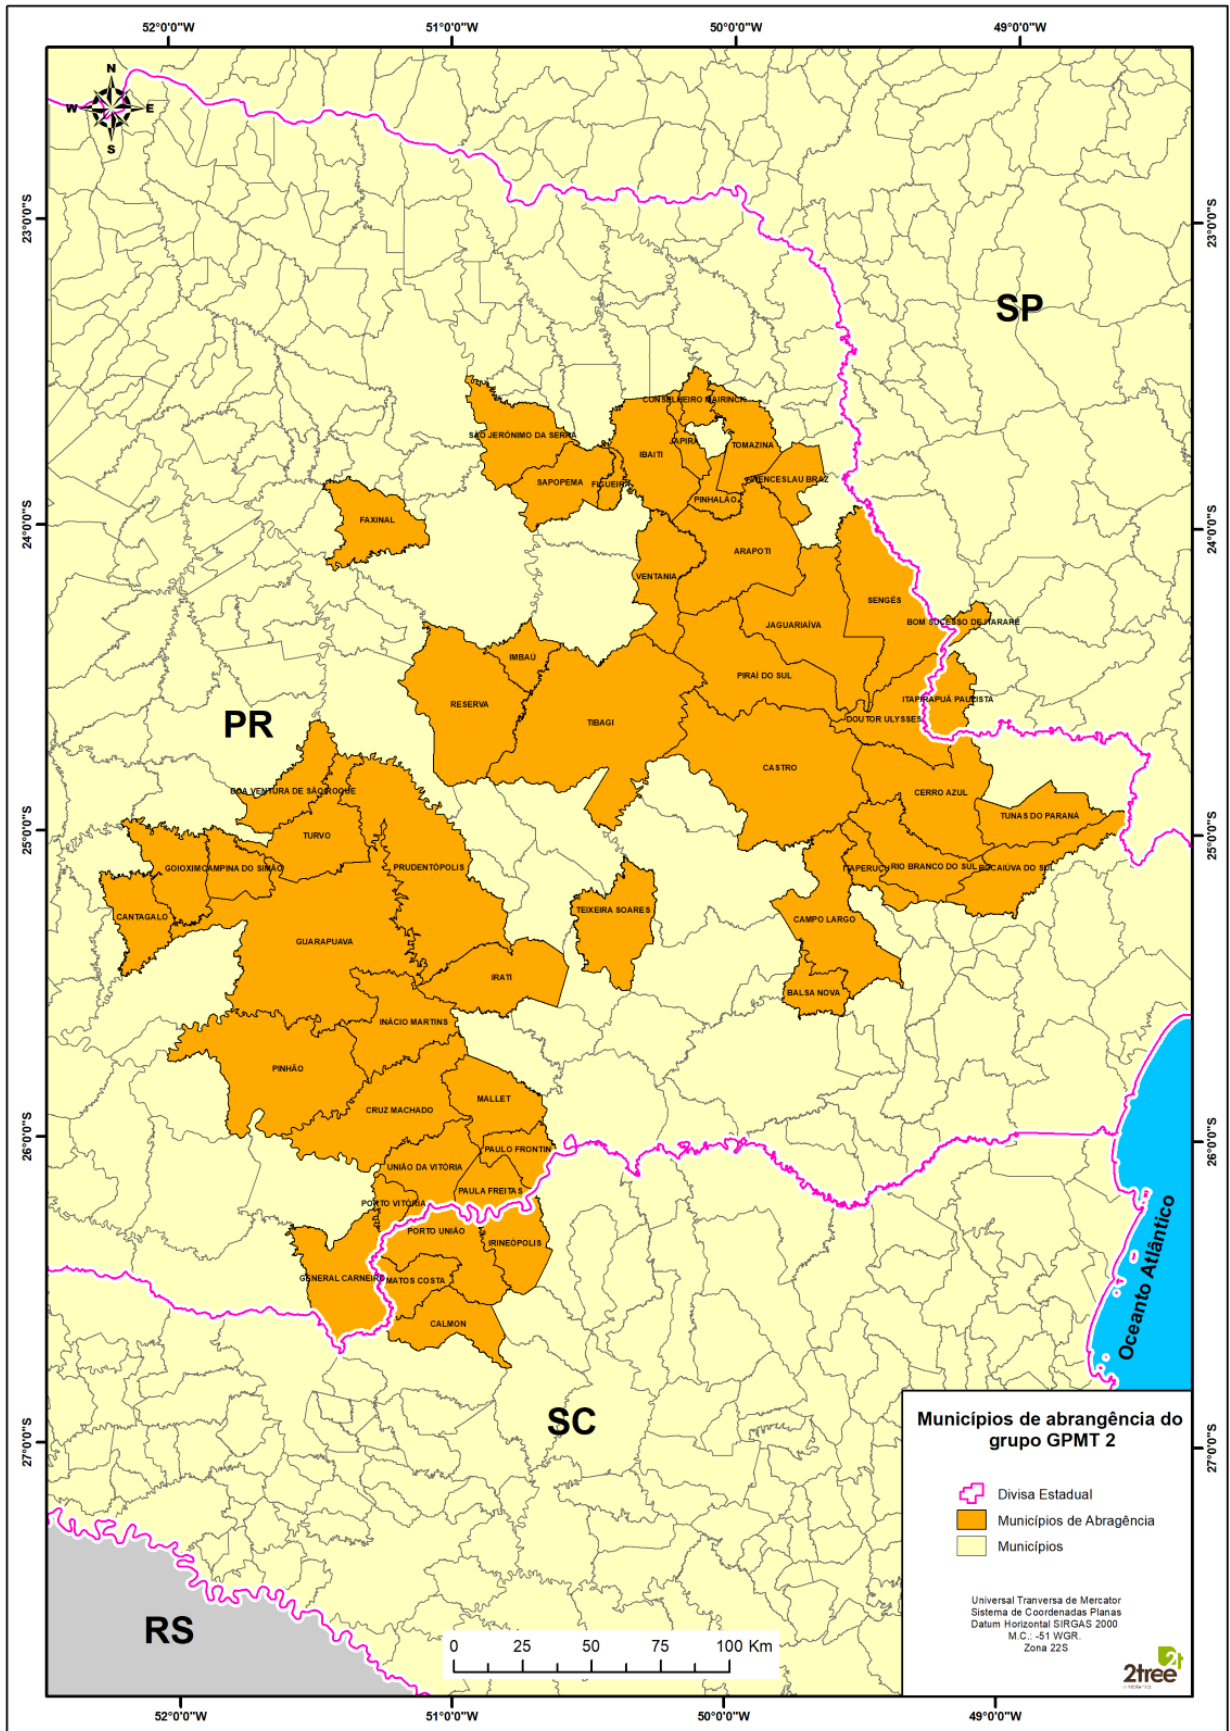 52°0'0"W 51°0'0"W 50°0'0"W 49°0'0"W
N
W E
S
23°0'0"S 23°0'0"S
SP
CONSELHEIRO MAIRINCK
SÃO JERÔNIMO DA SERRA
JAPIRA
TOMAZINA
IBAITI
SAPOPEMA
FIGUEIRA
WENCESLAU BRAZ
PINHALÃO
FAXINAL
24°0'0"S 24°0'0"S
ARAPOTI
VENTANIA
SENGÉS
BOM SUCESSO DE ITARARÉ
JAGUARIAÍVA
IMBAÚ
PIRAÍ DO SUL
ITAPIRAPUÃ PAULISTA
RESERVA
DOUTOR ULYSSES
TIBAGI
PR
CASTRO
BOA VENTURA DE SÃO ROQUE
CERRO AZUL
TUNAS DO PARANÁ
25°0'0"S 25°0'0"S
TURVO
GOIOXIM
CAMPINA DO SIMÃO
PRUDENTÓPOLIS
ITAPERUÇU
RIO BRANCO DO SUL
BOCAIÚVA DO SUL
TEIXEIRA SOARES
CANTAGALO
CAMPO LARGO
GUARAPUAVA
IRATI
BALSA NOVA
INÁCIO MARTINS
PINHÃO
MALLET
CRUZ MACHADO
26°0'0"S 26°0'0"S
PAULO FRONTIN
UNIÃO DA VITÓRIA
PAULA FREITAS
PORTO VITÓRIA
PORTO UNIÃO
IRINEÓPOLIS
GENERAL CARNEIRO
MATOS COSTA
CALMON
Oceanto Atlântico
SC
27°0'0"S 27°0'0"S
Municípios de abrangência do
grupo GPMT 2
Divisa Estadual
Municípios de Abragência
Municípios
Universal Tranversa de Mercator
Sistema de Coordenadas Planas
Datum Horizontal SIRGAS 2000
M.C.: -51 WGR.
Zona 22S
RS
0 25 50 75 100 Km
2tree
52°0'0"W 51°0'0"W 50°0'0"W 49°0'0"W